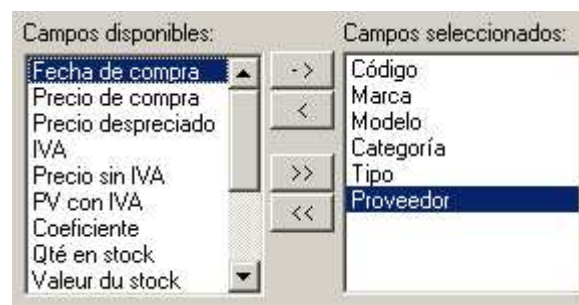 Campos disponibles:
Fecha de compra
Precio de compra
Precio despreciado
IVA
Precio sin IVA
PV con IVA
Coeficiente
Qté en stock
Valeur du stock
->
<
>>
<<
Campos seleccionados:
Código
Marca
Modelo
Categoría
Tipo
Proveedor